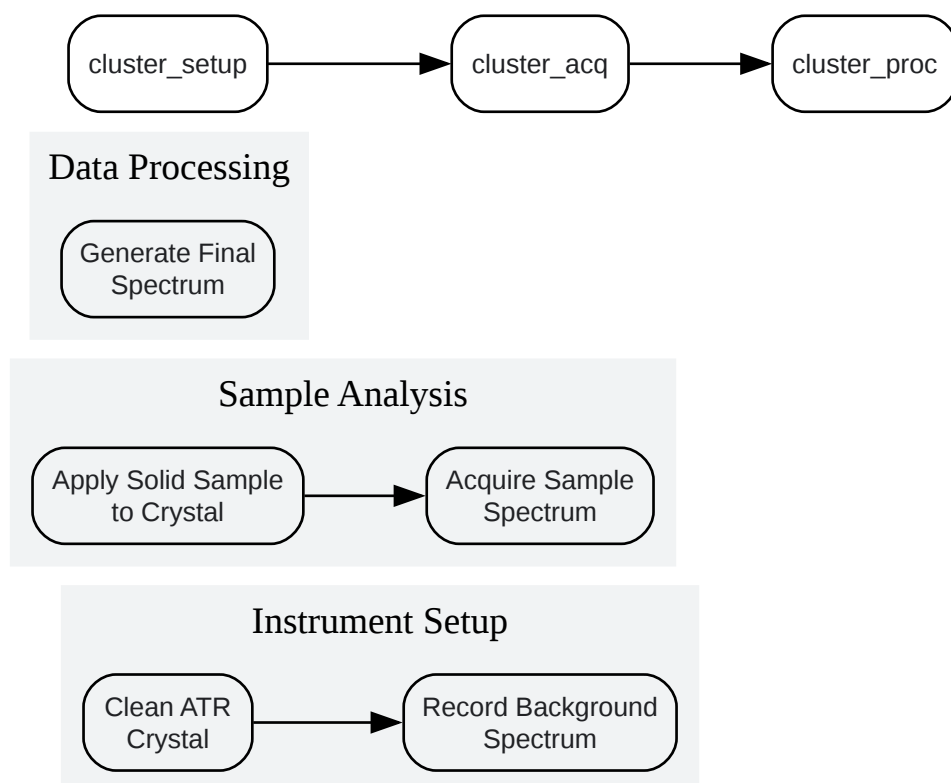 cluster_setup
cluster_acq
cluster_proc
Data Processing
Generate Final
Spectrum
Sample Analysis
Apply Solid Sample
to Crystal
Acquire Sample
Spectrum
Instrument Setup
Clean ATR
Crystal
Record Background
Spectrum